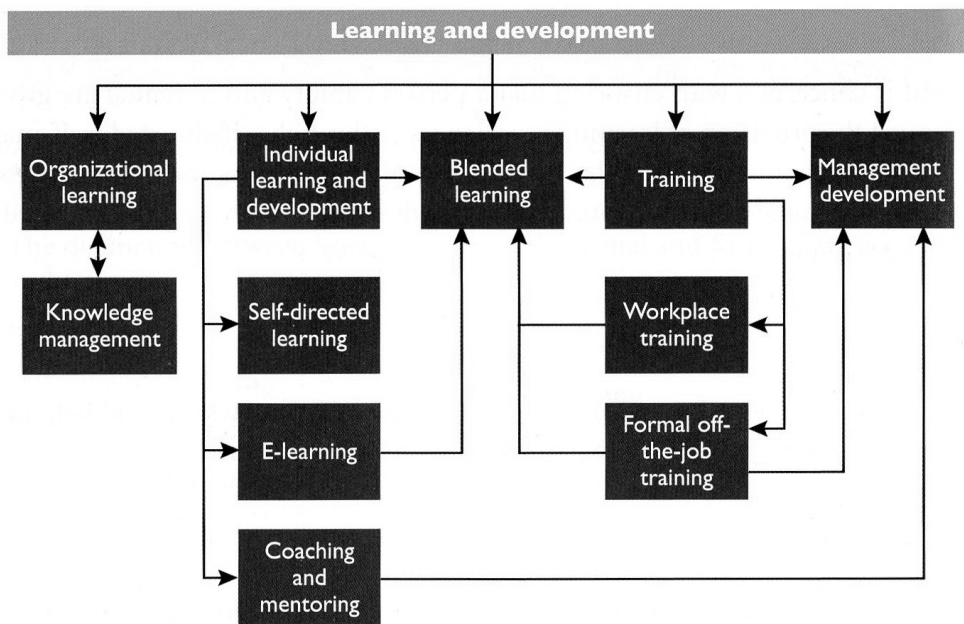 Learning and development
Organizational
learning
Individual
learning and
development
Blended
learning
Training
Management
development
Knowledge
management
Self-directed
learning
Workplace
training
E-learning
Formal off-
the-job
training
Coaching
and
mentoring